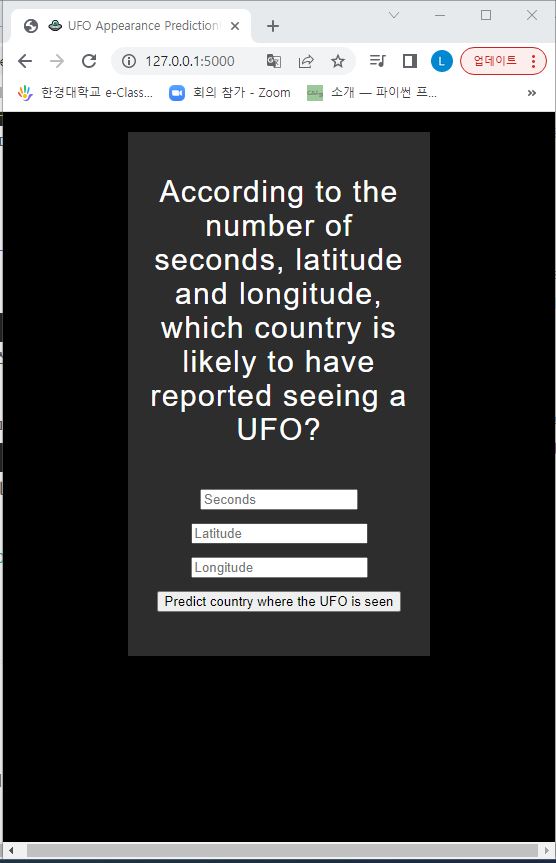 UFO Appearance Prediction
127.0.0.1:5000
L
업데이트
한경대학교 e-Class...
회의 참가 - Zoom
소개 — 파이썬 프...
According to the
number of
seconds, latitude
and longitude,
which country is
likely to have
reported seeing a
UFO?
Seconds
Latitude
Longitude
Predict country where the UFO is seen